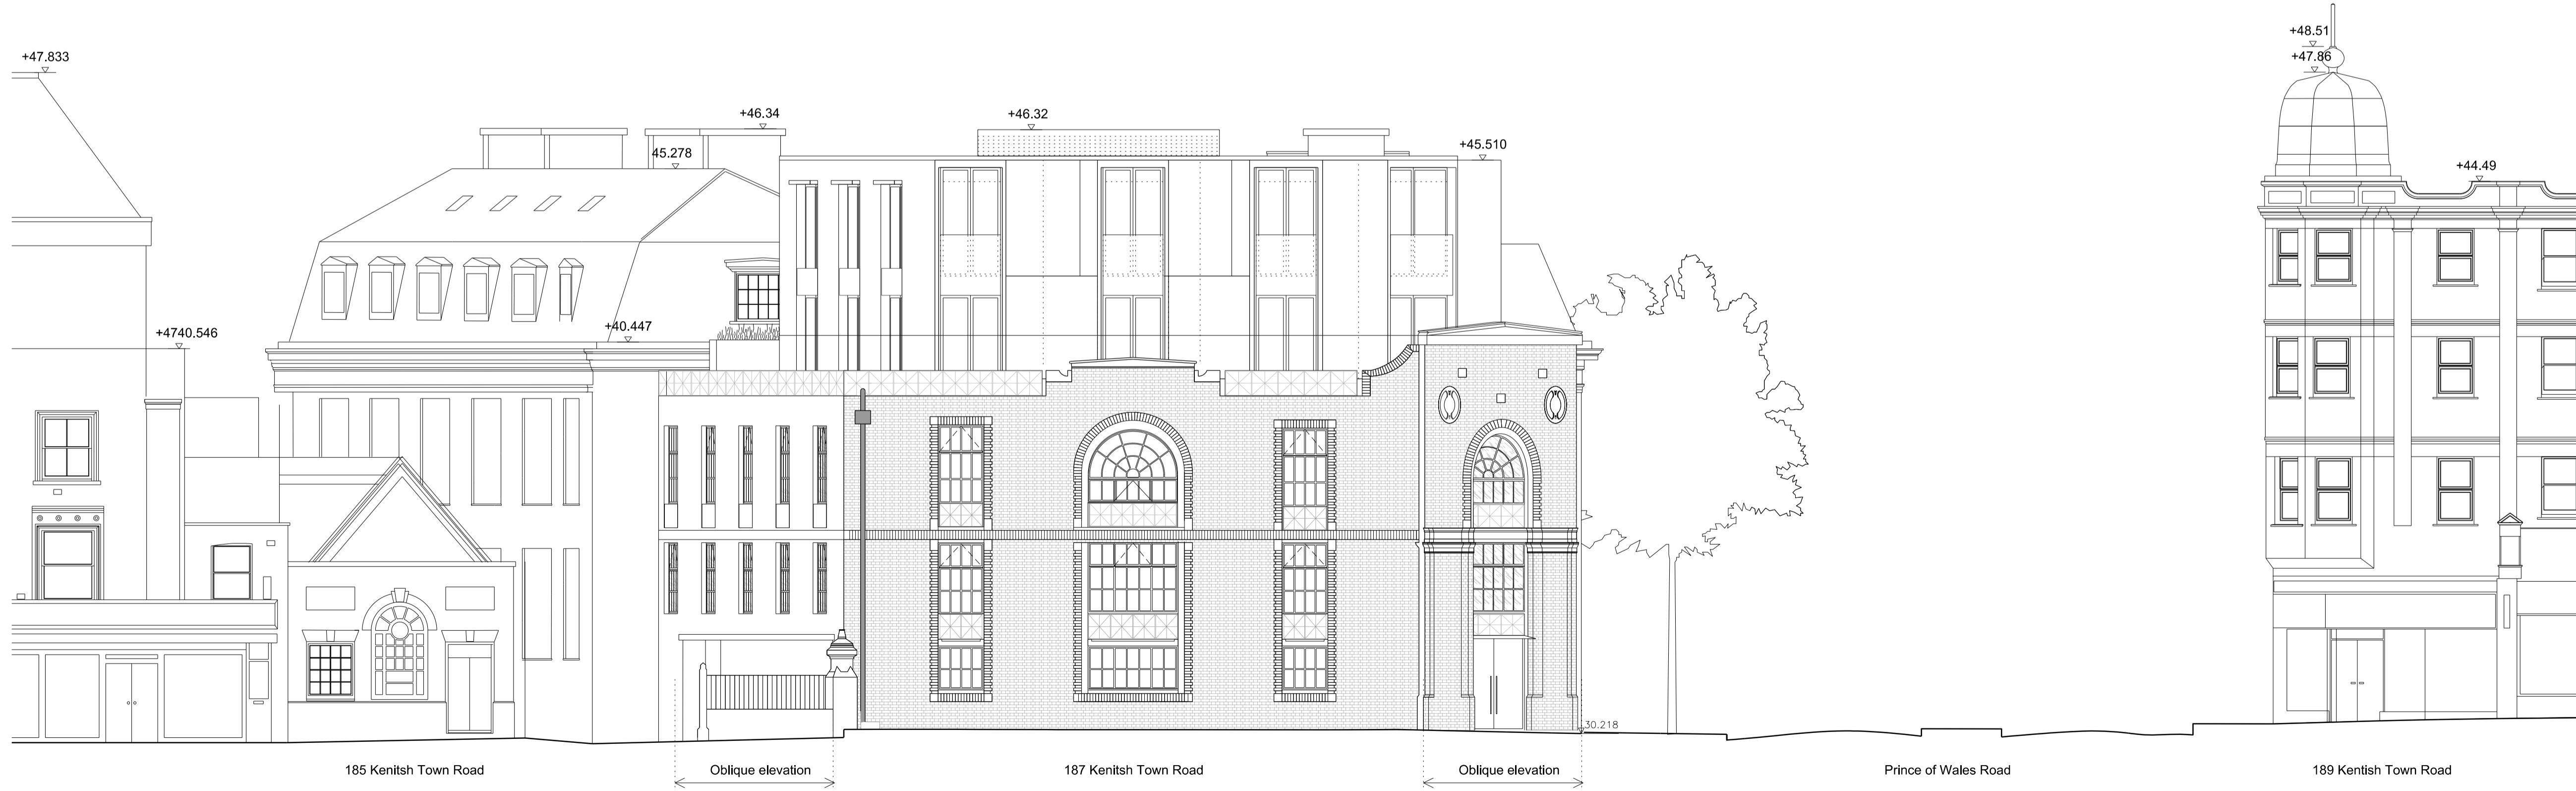 +48.51
+47.833
+47.86
+46.34
+46.32
+45.510
45.278
+44.49
+4740.546
+40.447
30.218
185 Kenitsh Town Road
Oblique elevation
187 Kenitsh Town Road
Oblique elevation
Prince of Wales Road
189 Kentish Town Road